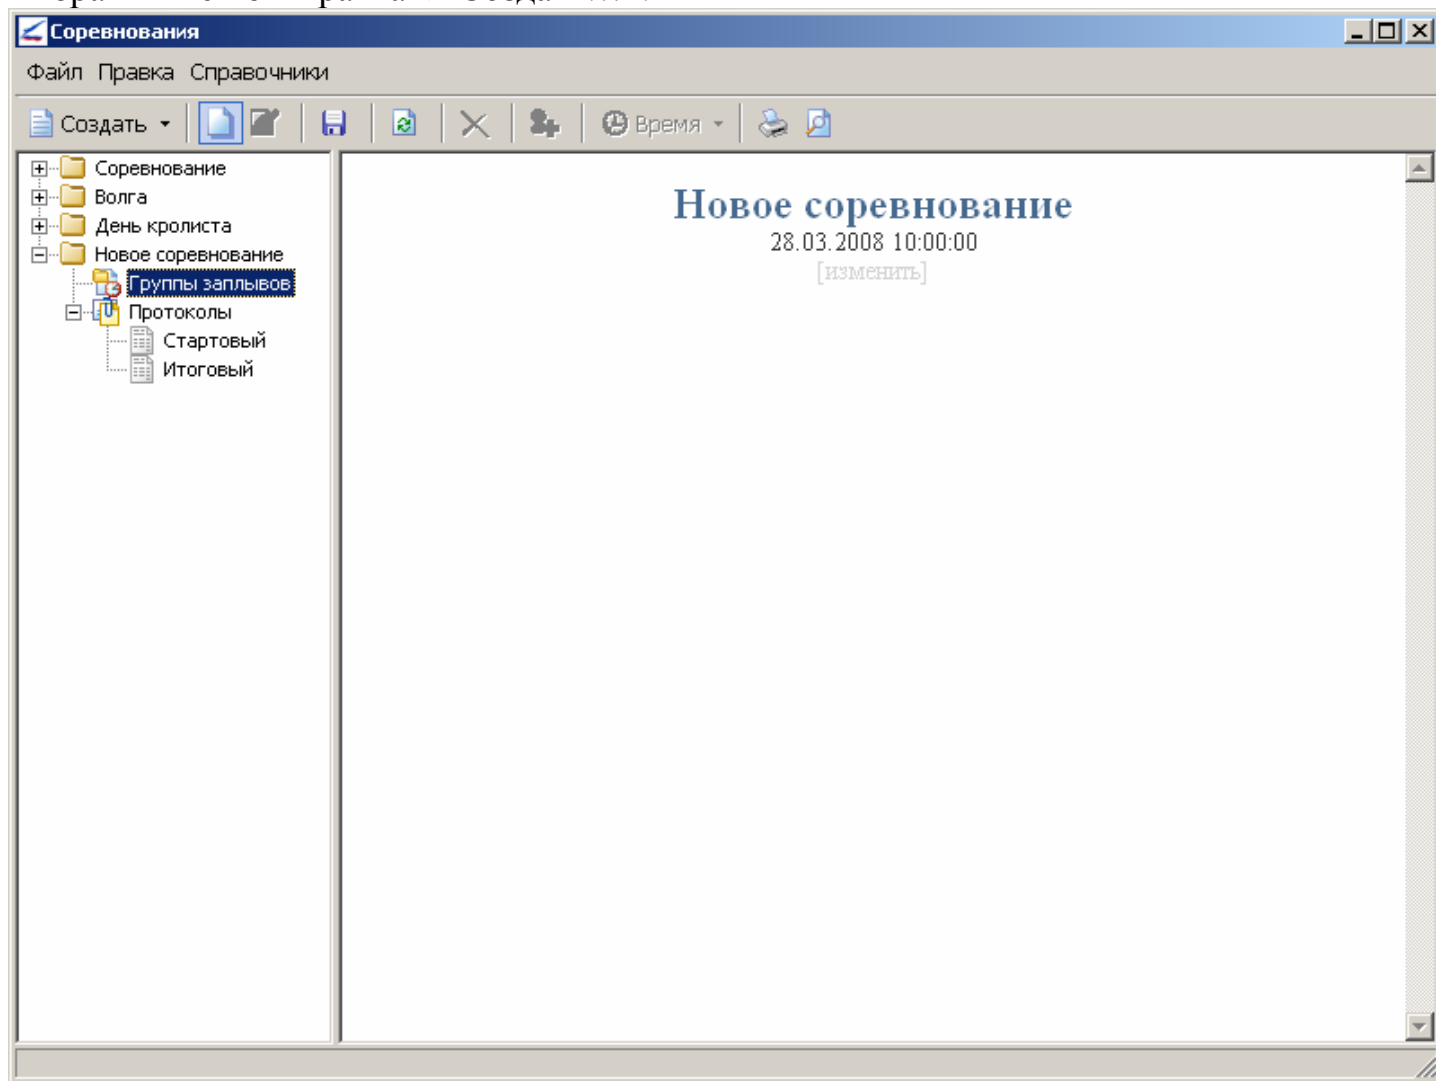 Соревнования
Файл Правка Справочники
Создать Время
Соревнование
Волга
День кролиста
Новое соревнование
Группы заплывов
Протоколы
Стартовый
Итоговый
Новое соревнование
28.03.2008 10:00:00
[изменить]